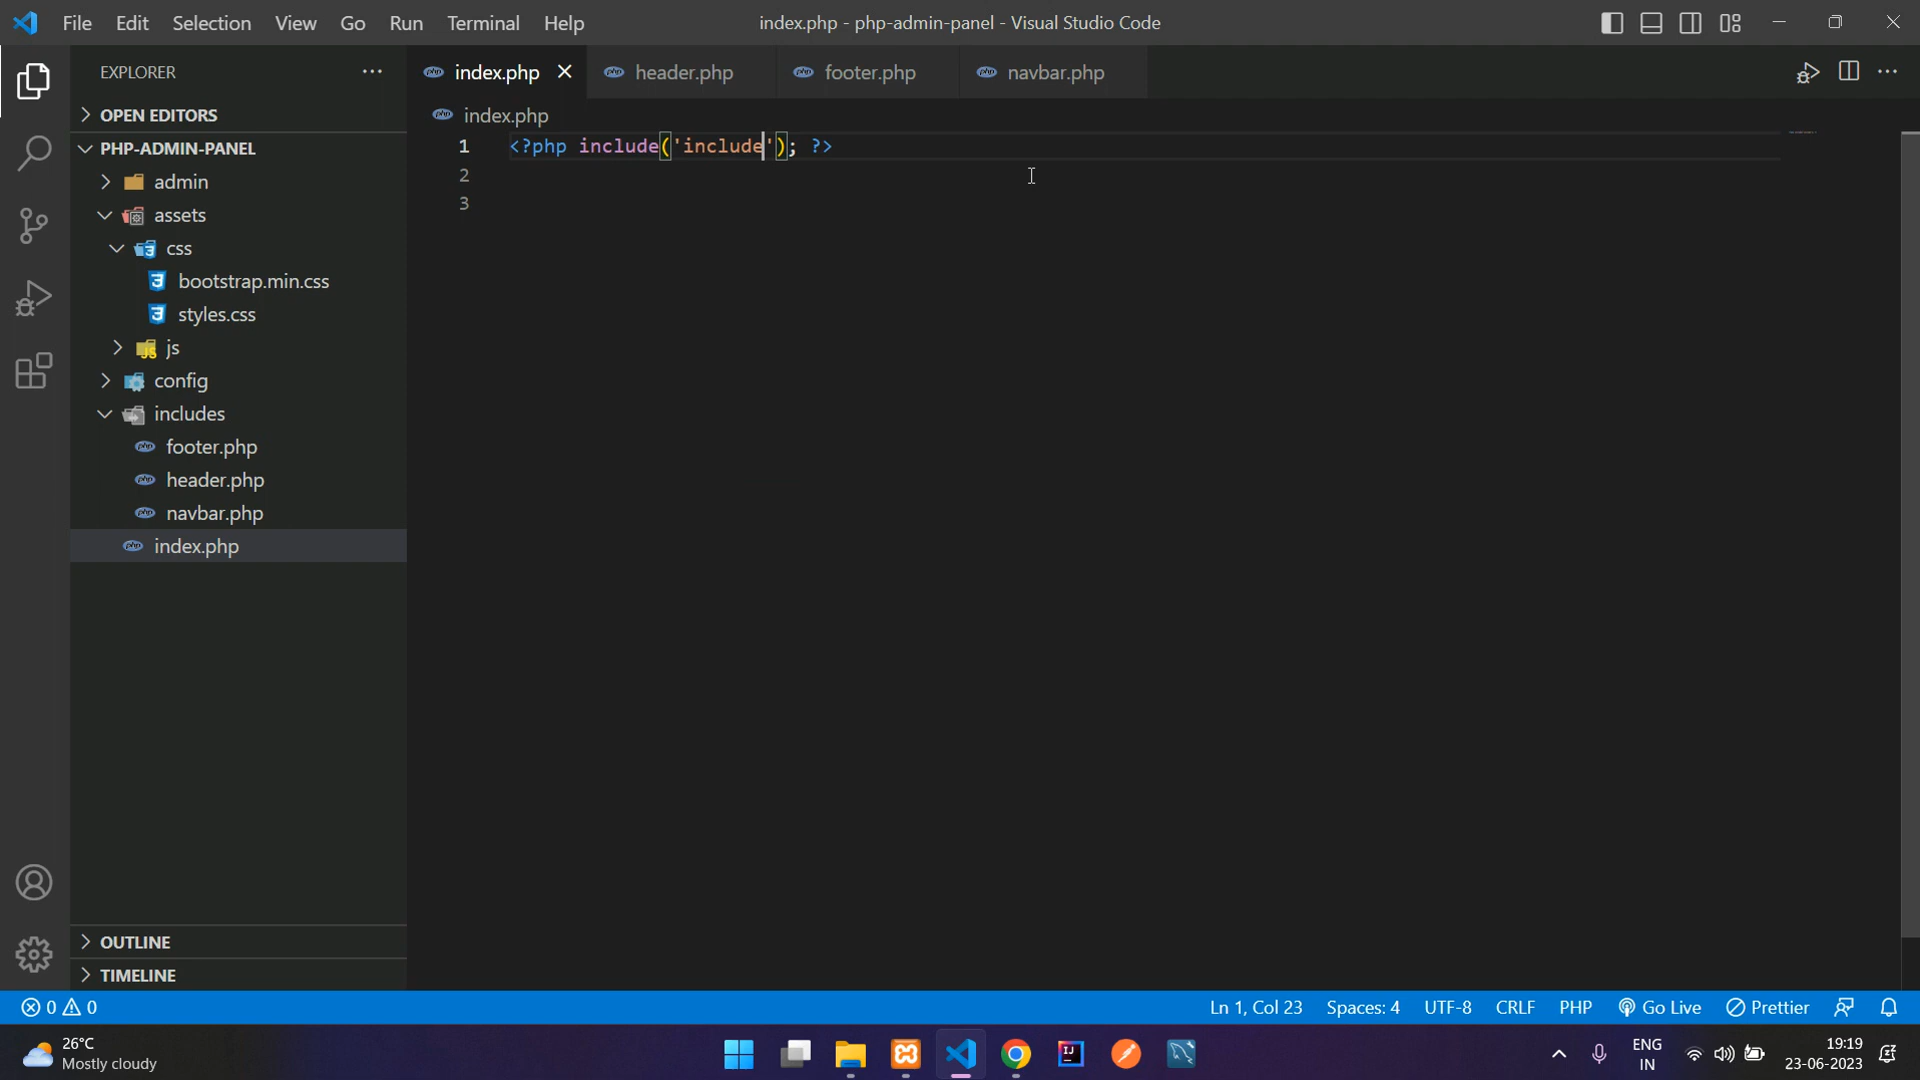 File Edit Selection View Go Run Terminal Help
index.php - php-admin-panel - Visual Studio Code
EXPLORER
index.php header.php footer.php navbar.php
OPEN EDITORS
index.php
PHP-ADMIN-PANEL
1 <?php include('include'); ?>
2
3
admin
assets
css
bootstrap.min.css
styles.css
js
config
includes
footer.php
header.php
navbar.php
index.php
OUTLINE
TIMELINE
0 0 Ln 1, Col 23 Spaces: 4 UTF-8 CRLF PHP Go Live Prettier
26°C
Mostly cloudy
ENG
IN
19:19
23-06-2023